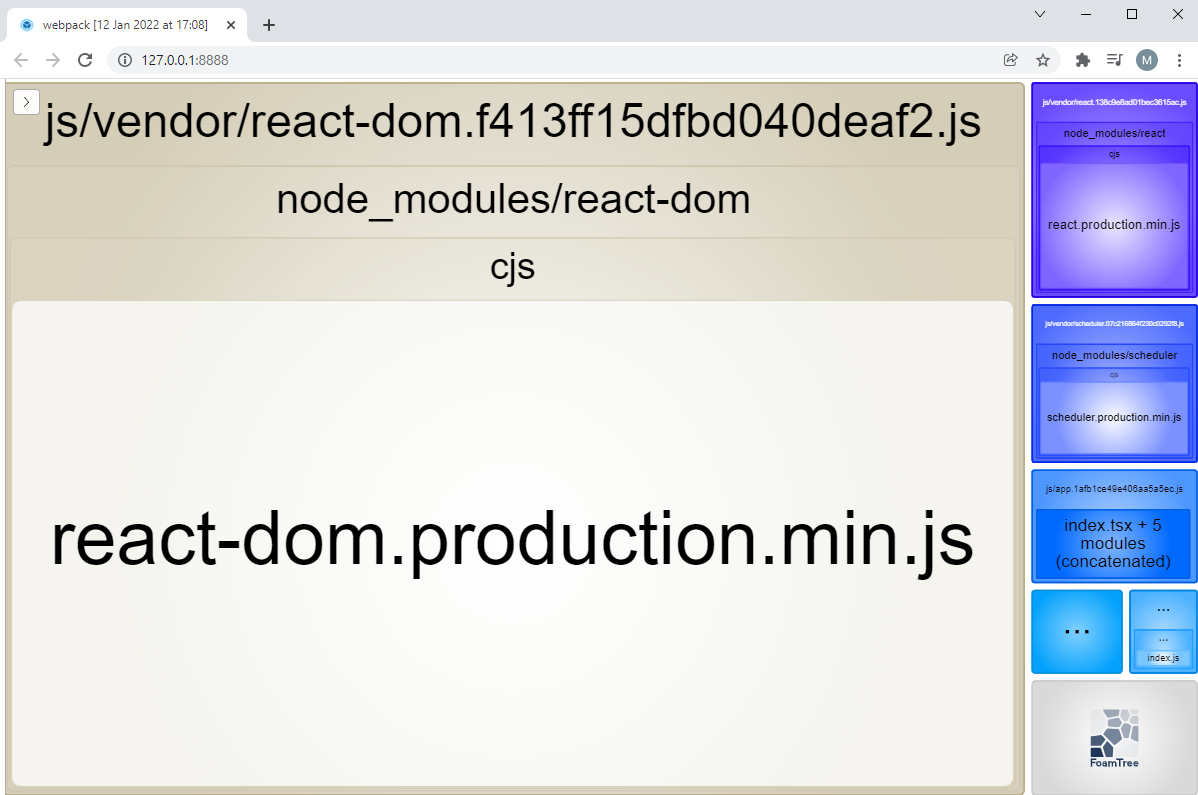 webpack [12 Jan 2022 at 17:08]
127.0.0.1:8888
M
js/vendor/react-dom.f413ff15dfbd040deaf2.js
node_modules/react-dom
cjs
react-dom.production.min.js
js/vendor/react.138c9e8ad01bec3615ac.js
node_modules/react
cjs
react.production.min.js
js/vendor/scheduler.07c216864f230c0292f8.js
node_modules/scheduler
cjs
scheduler.production.min.js
js/app.1afb1ce49e406aa5a5ec.js
index.tsx + 5
modules
(concatenated)
...
...
...
index.js
FoamTree